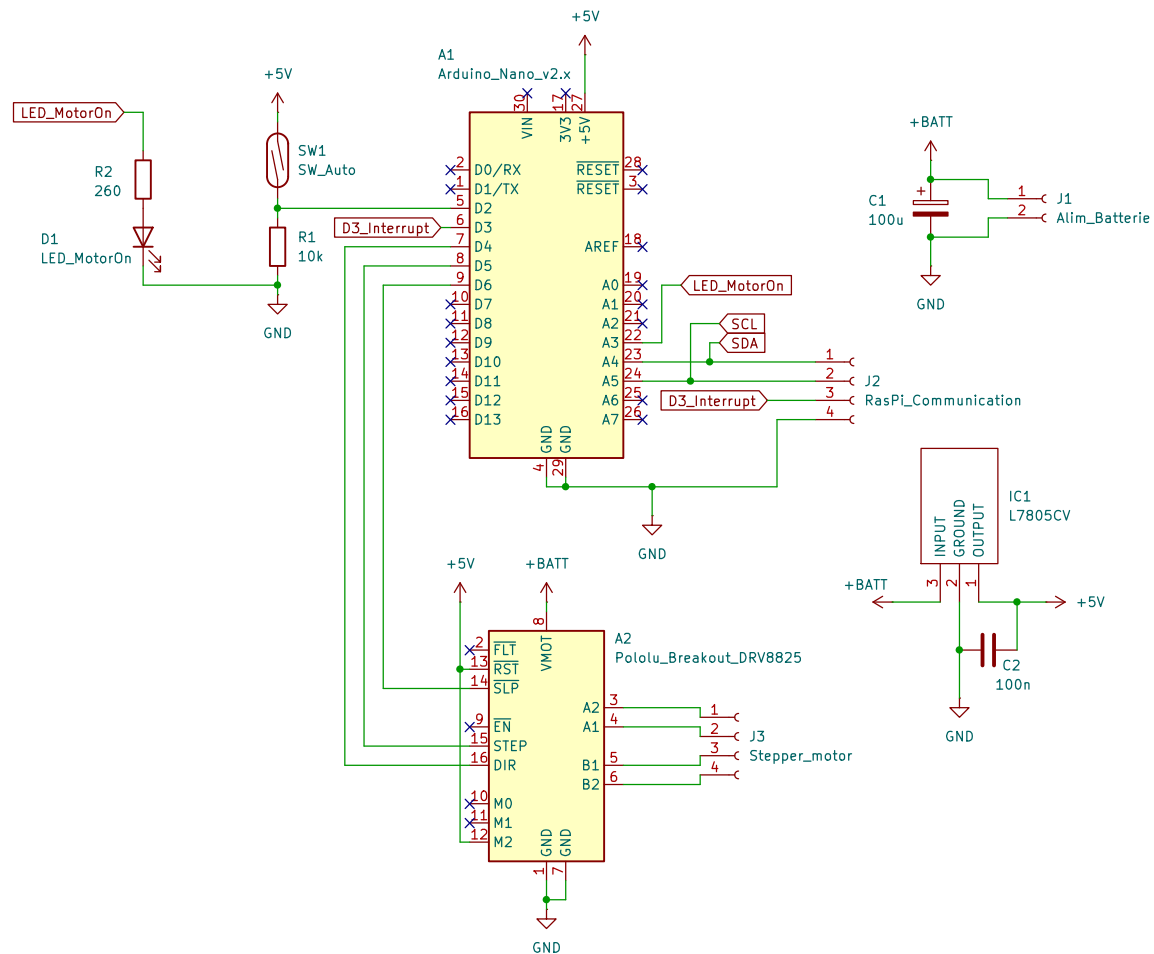 +5V
A1
Arduino_Nano_v2.x
30
VIN
17
3V3
27
+5V
2 D0/RX
1 D1/TX
5 D2
6 D3
7 D4
8 D5
9 D6
10 D7
11 D8
12 D9
13 D10
14 D11
15 D12
16 D13
RESET 28
RESET 3
AREF 18
A0 19
A1 20
A2 21
A3 22
A4 23
A5 24
A6 25
A7 26
GND
4
GND
29
GND
LED_MotorOn
R2
260
D1
LED_MotorOn
+5V
SW1
SW_Auto
R1
10k
GND
D3_Interrupt
LED_MotorOn
SCL
SDA
D3_Interrupt
1
2
3
4
J2
RasPi_Communication
+BATT
+
C1
100u
GND
1
2
J1
Alim_Batterie
IC1
L7805CV
INPUT
GROUND
OUTPUT
3
2
1
+BATT
+5V
C2
100n
GND
+5V
+BATT
8
VMOT
A2
Pololu_Breakout_DRV8825
2 FLT
13 RST
14 SLP
9 EN
15 STEP
16 DIR
10 M0
11 M1
12 M2
A2 3
A1 4
B1 5
B2 6
1
2
3
4
J3
Stepper_motor
GND
1
GND
7
GND